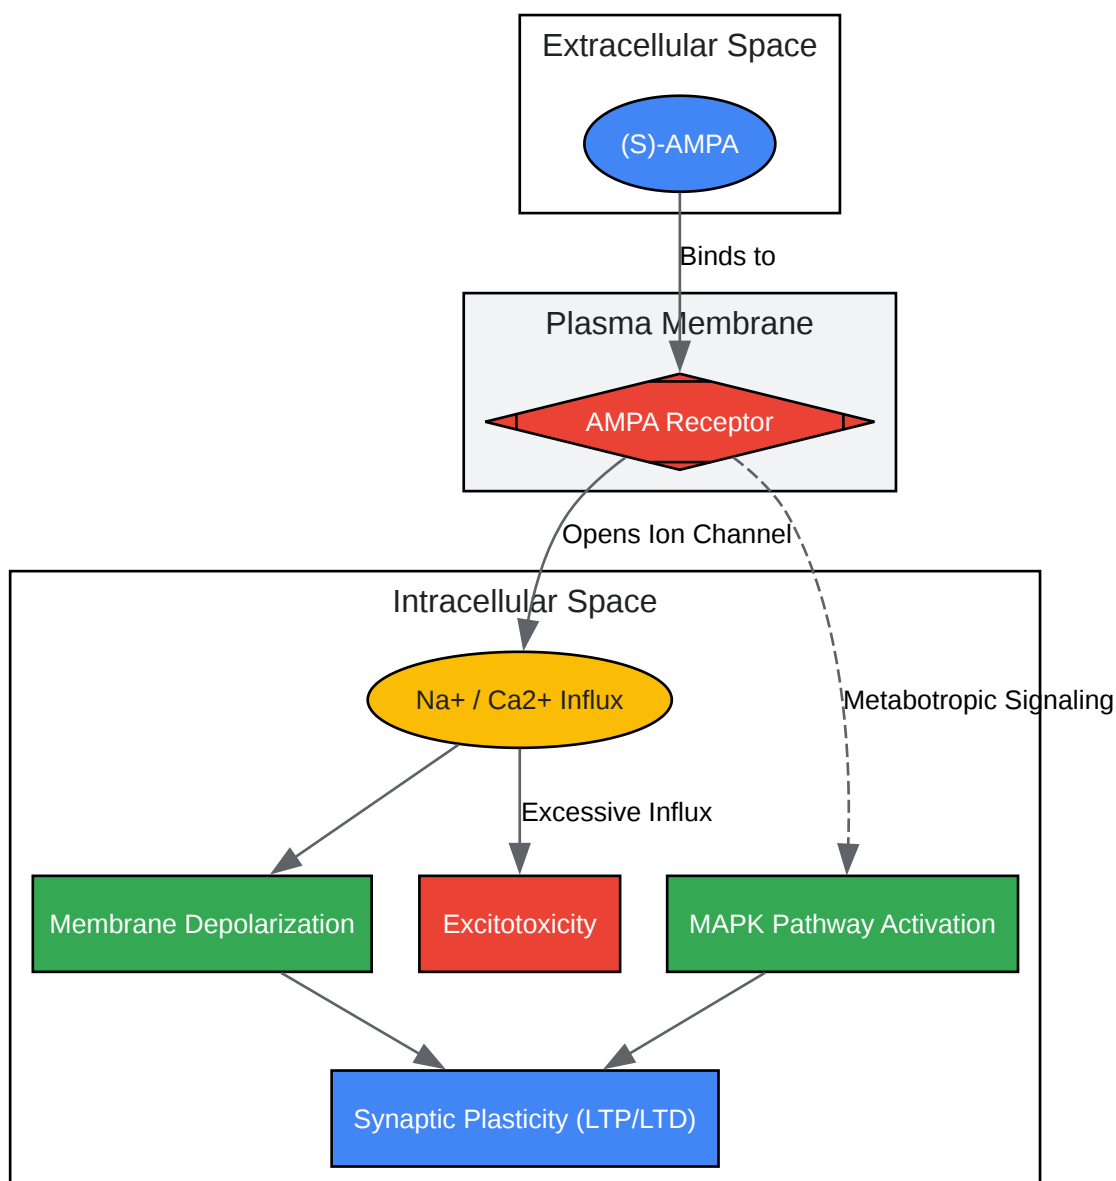 Extracellular Space
(S)-AMPA
Binds to
Plasma Membrane
AMPA Receptor
Opens Ion Channel
Intracellular Space
Na+ / Ca2+ Influx
Metabotropic Signaling
Excessive Influx
Membrane Depolarization
Excitotoxicity
MAPK Pathway Activation
Synaptic Plasticity (LTP/LTD)